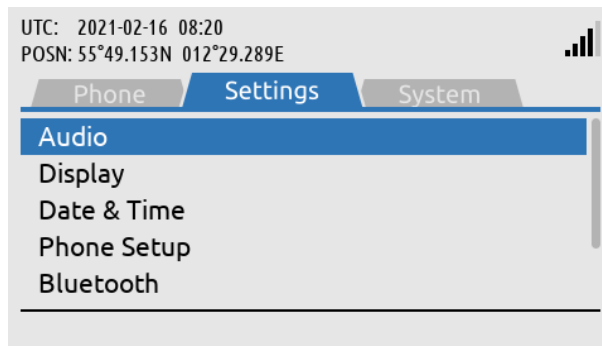 UTC: 2021-02-16 08:20
POSN: 55°49.153N 012°29.289E
Phone Settings System
Audio
Display
Date & Time
Phone Setup
Bluetooth